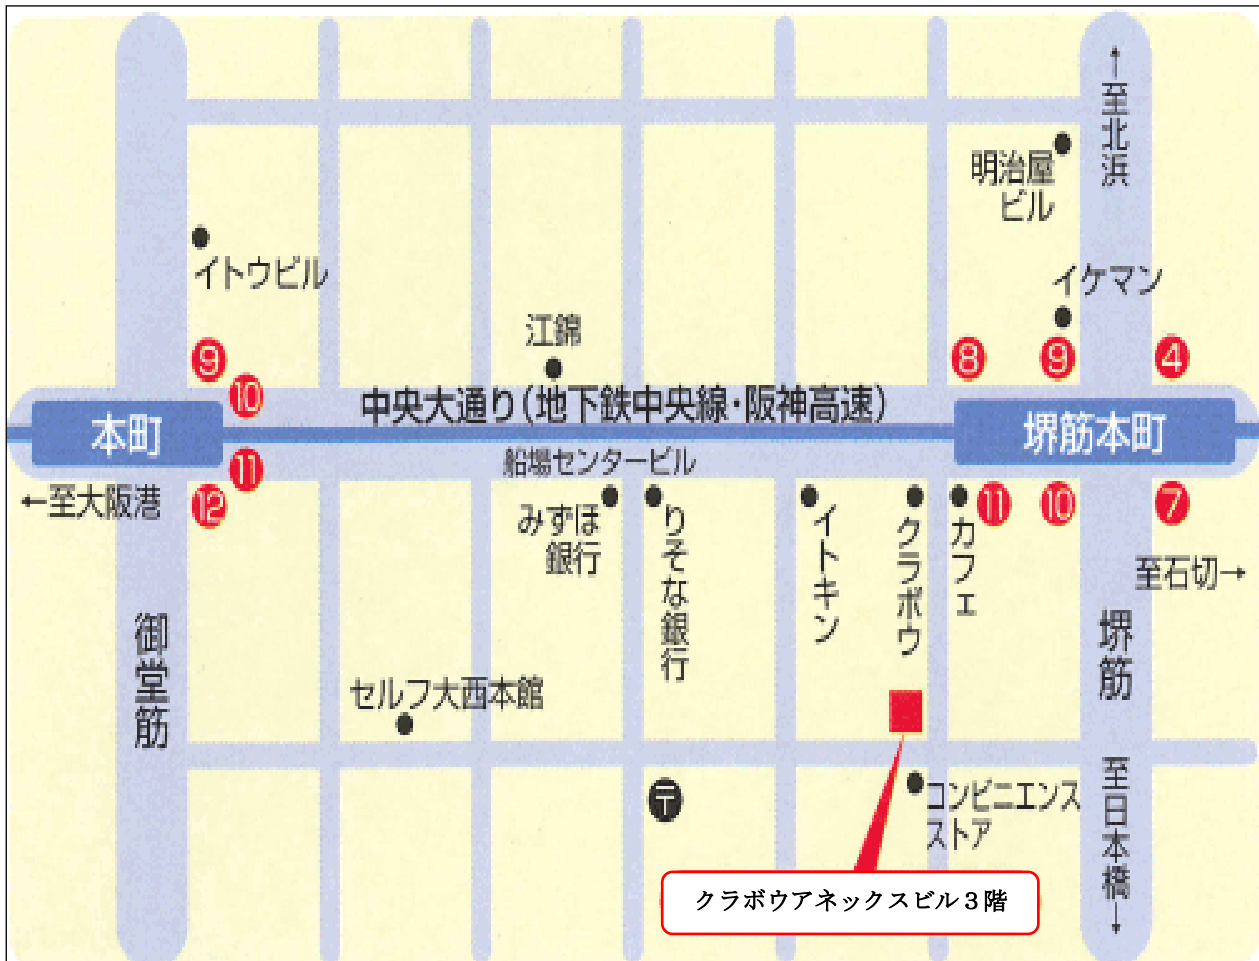 ↑至北浜
明治屋
ビル
イトウビル
イケマン
江錦
⑨
⑩
⑧
⑨
④
中央大通り(地下鉄中央線・阪神高速)
本町
堺筋本町
船場センタービル
⑪
⑫
←至大阪港
みずほ
銀行
りそな銀行
イトキン
クラボウ
カフェ
⑪
⑩
⑦
至石切→
御堂筋
堺筋
セルフ大西本館
〒
コンビニエンス
ストア
至日本橋→
クラボウアネックスビル3階